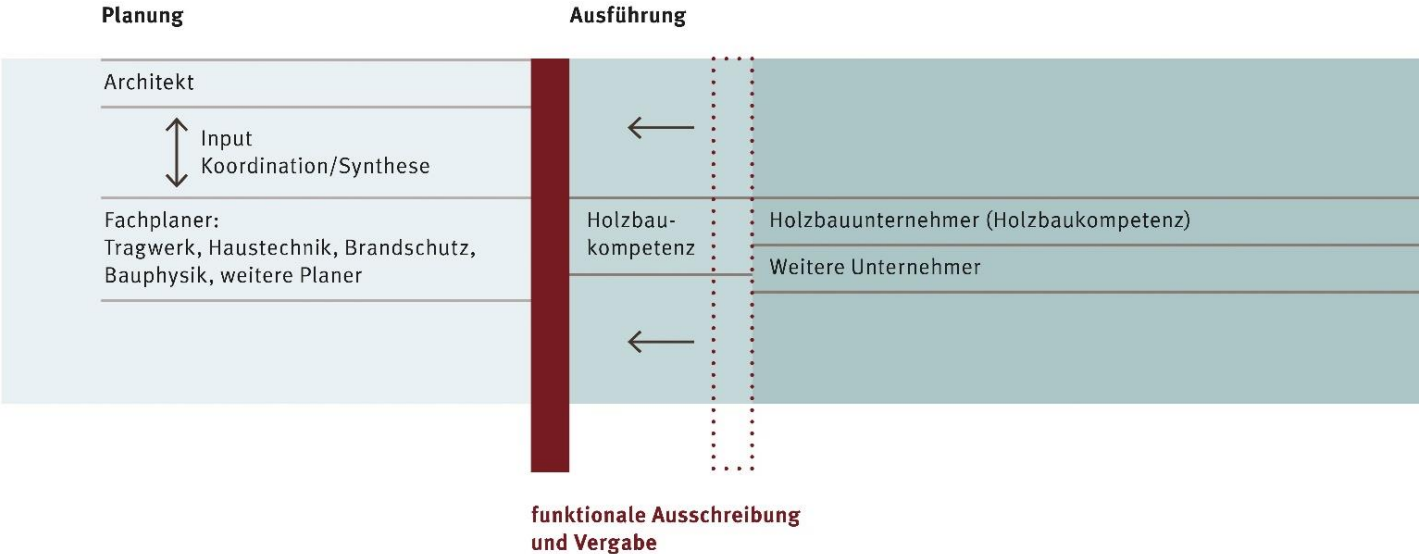 Planung
Ausführung
Architekt
Input
Koordination/Synthese
Fachplaner:
Tragwerk, Haustechnik, Brandschutz,
Bauphysik, weitere Planer
Holzbau-
kompetenz
Holzbauunternehmer (Holzbaukompetenz)
Weitere Unternehmer
funktionale Ausschreibung
und Vergabe